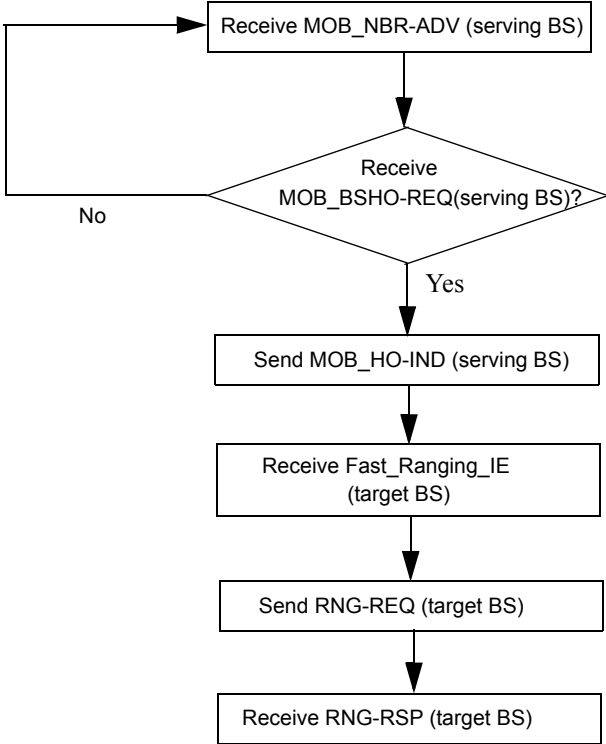 Receive MOB_NBR-ADV (serving BS)
Receive
MOB_BSHO-REQ(serving BS)?
No
Yes
Send MOB_HO-IND (serving BS)
Receive Fast_Ranging_IE
(target BS)
Send RNG-REQ (target BS)
Receive RNG-RSP (target BS)